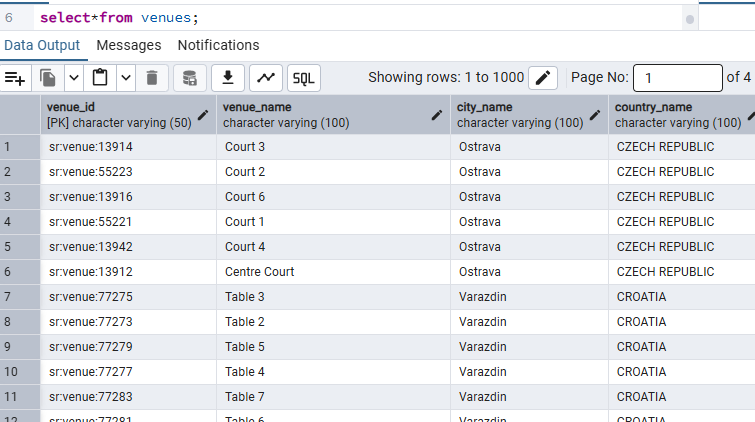 6 select*from venues;
Data Output Messages Notifications
SQL Showing rows: 1 to 1000 Page No: 1 of 4
venue_id venue_name city_name country_name
[PK] character varying (50) character varying (100) character varying (100) character varying (100)
1 sr:venue:13914 Court 3 Ostrava CZECH REPUBLIC
2 sr:venue:55223 Court 2 Ostrava CZECH REPUBLIC
3 sr:venue:13916 Court 6 Ostrava CZECH REPUBLIC
4 sr:venue:55221 Court 1 Ostrava CZECH REPUBLIC
5 sr:venue:13942 Court 4 Ostrava CZECH REPUBLIC
6 sr:venue:13912 Centre Court Ostrava CZECH REPUBLIC
7 sr:venue:77275 Table 3 Varazdin CROATIA
8 sr:venue:77273 Table 2 Varazdin CROATIA
9 sr:venue:77279 Table 5 Varazdin CROATIA
10 sr:venue:77277 Table 4 Varazdin CROATIA
11 sr:venue:77283 Table 7 Varazdin CROATIA
12 sr:venue:77281 Table 6 Varazdin CROATIA